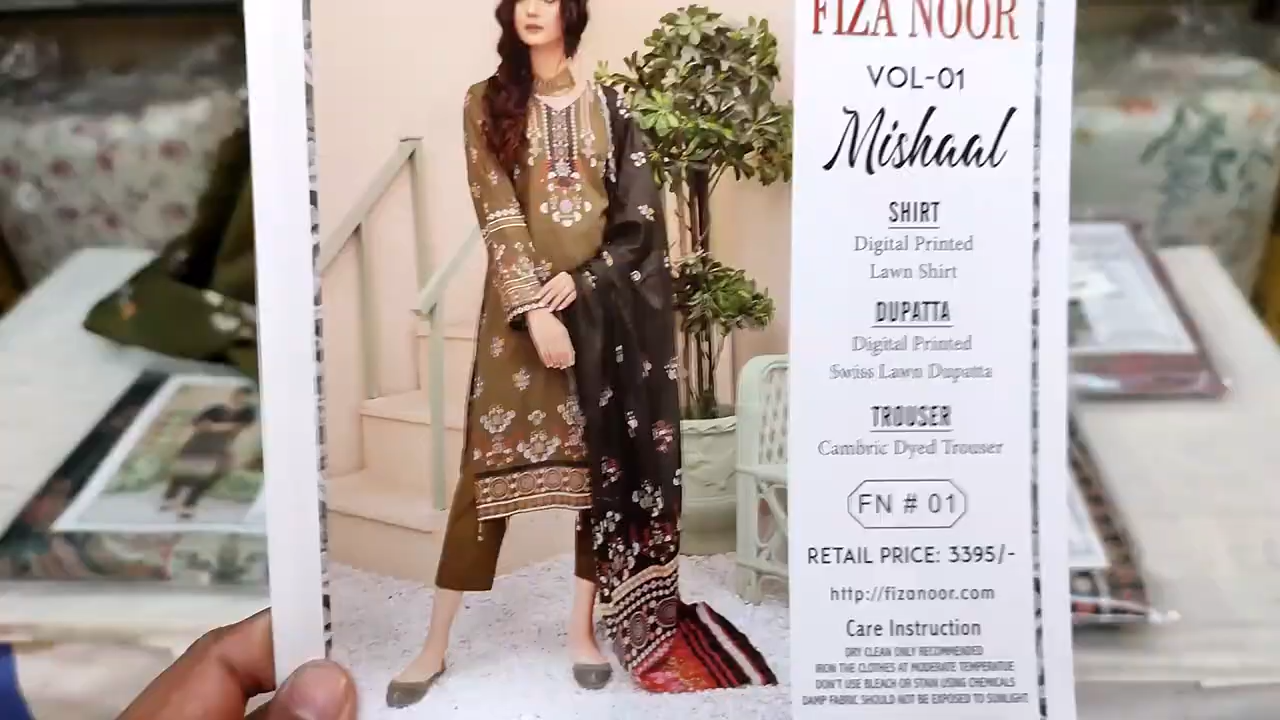 FIZA NOOR
VOL-01
Mishaal
SHIRT
Digital Printed
Lawn Shirt
DUPATTA
Digital Printed
Swiss Lawn Dupatta
TROUSER
Cambric Dyed Trouser
FN # 01
RETAIL PRICE: 3395/-
http://fizanoor.com
Care Instruction
DRY CLEAN ONLY RECOMMENDED
IRON THE CLOTHES AT MODERATE TEMPERATUE
DON'T USE BLEACH OR STAIN USING CHEMICALS
DAMP FABRIC SHOULD NOT BE EXPOSED TO SUNLIGHT